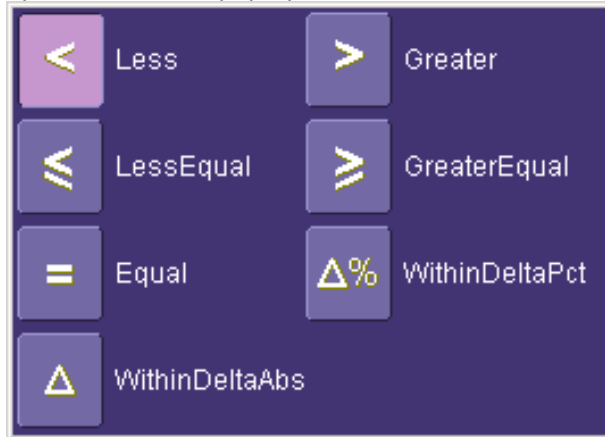 < Less > Greater
≤ LessEqual ≥ GreaterEqual
= Equal Δ% WithinDeltaPct
Δ WithinDeltaAbs